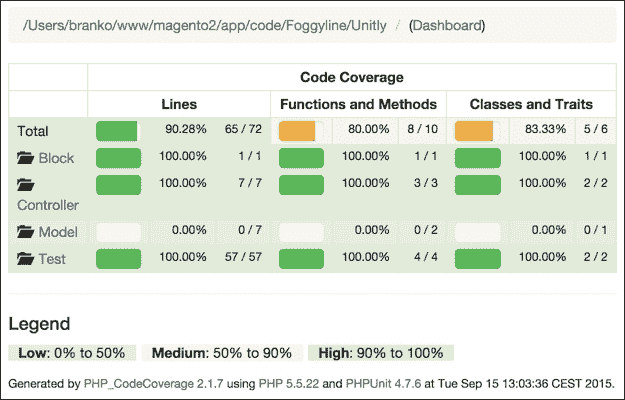 /Users/branko/www/magento2/app/code/Foggyline/Unitly / (Dashboard)
Code Coverage
Lines Functions and Methods Classes and Traits
Total 90.28% 65 / 72 80.00% 8 / 10 83.33% 5 / 6
Block 100.00% 1 / 1 100.00% 1 / 1 100.00% 1 / 1
Controller 100.00% 7 / 7 100.00% 3 / 3 100.00% 2 / 2
Model 0.00% 0 / 7 0.00% 0 / 2 0.00% 0 / 1
Test 100.00% 57 / 57 100.00% 4 / 4 100.00% 2 / 2
Legend
Low: 0% to 50% Medium: 50% to 90% High: 90% to 100%
Generated by PHP_CodeCoverage 2.1.7 using PHP 5.5.22 and PHPUnit 4.7.6 at Tue Sep 15 13:03:36 CEST 2015.